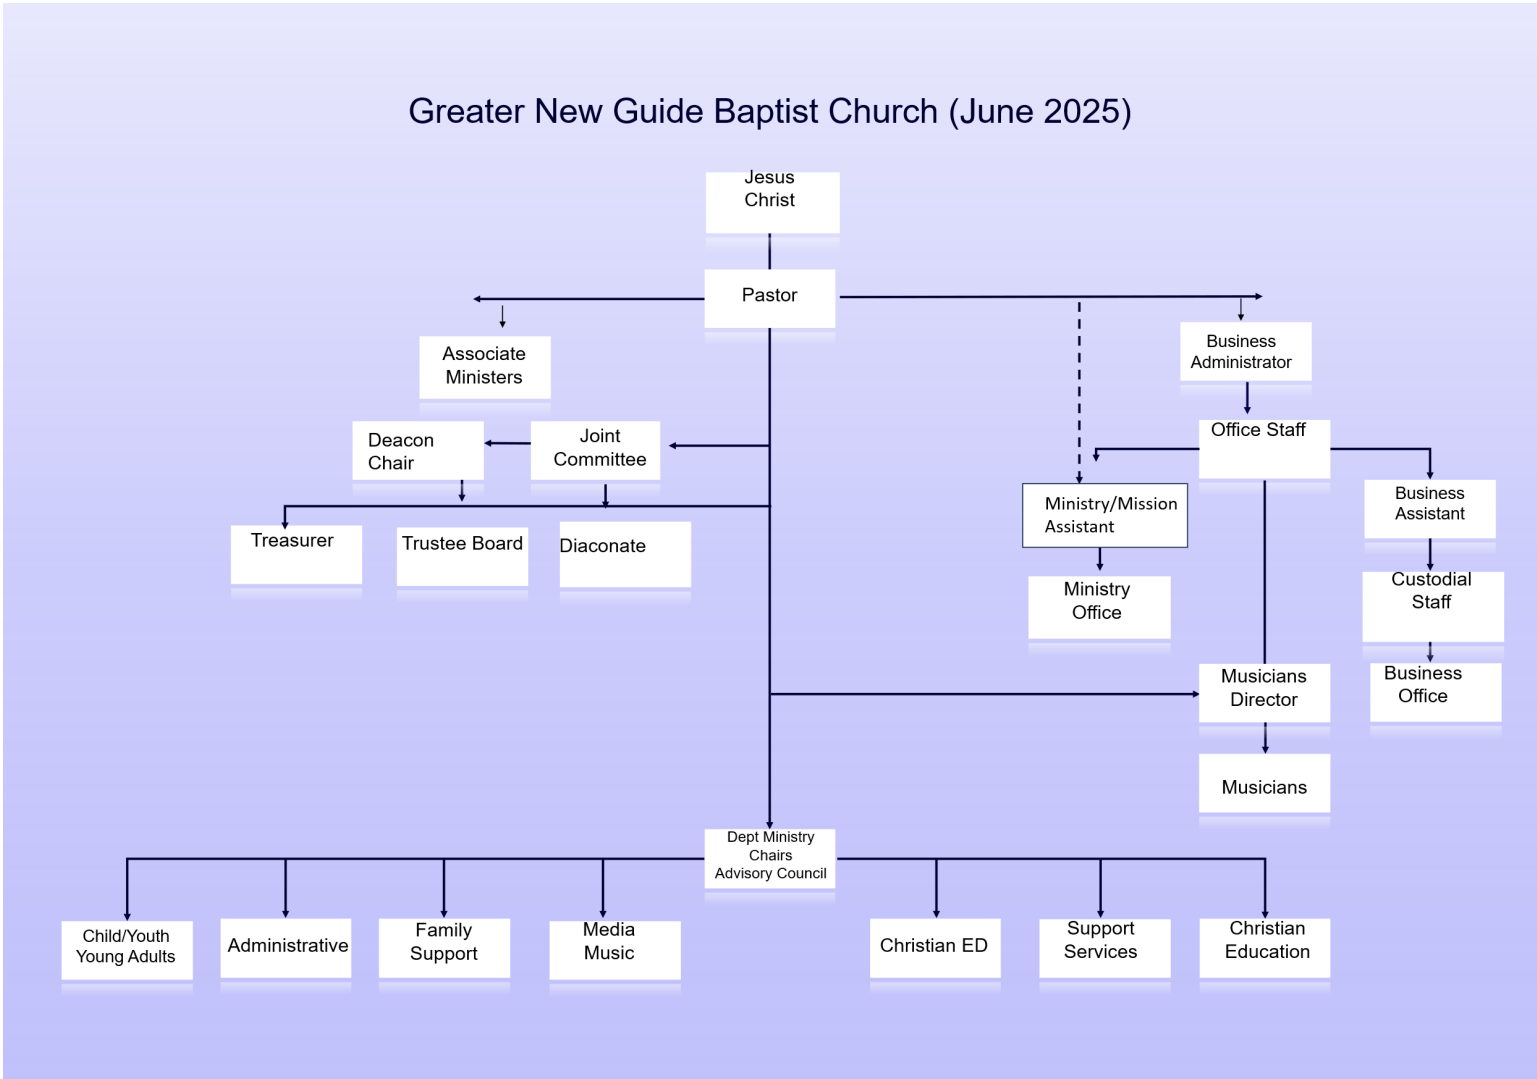 Greater New Guide Baptist Church (June 2025)
Jesus
Christ
Pastor
Associate
Ministers
Business
Administrator
Deacon
Chair
Joint
Committee
Office Staff
Treasurer
Trustee Board
Diaconate
Ministry/Mission
Assistant
Business
Assistant
Ministry
Office
Custodial
Staff
Musicians
Director
Business
Office
Musicians
Dept Ministry
Chairs
Advisory Council
Child/Youth
Young Adults
Administrative
Family
Support
Media
Music
Christian ED
Support
Services
Christian
Education